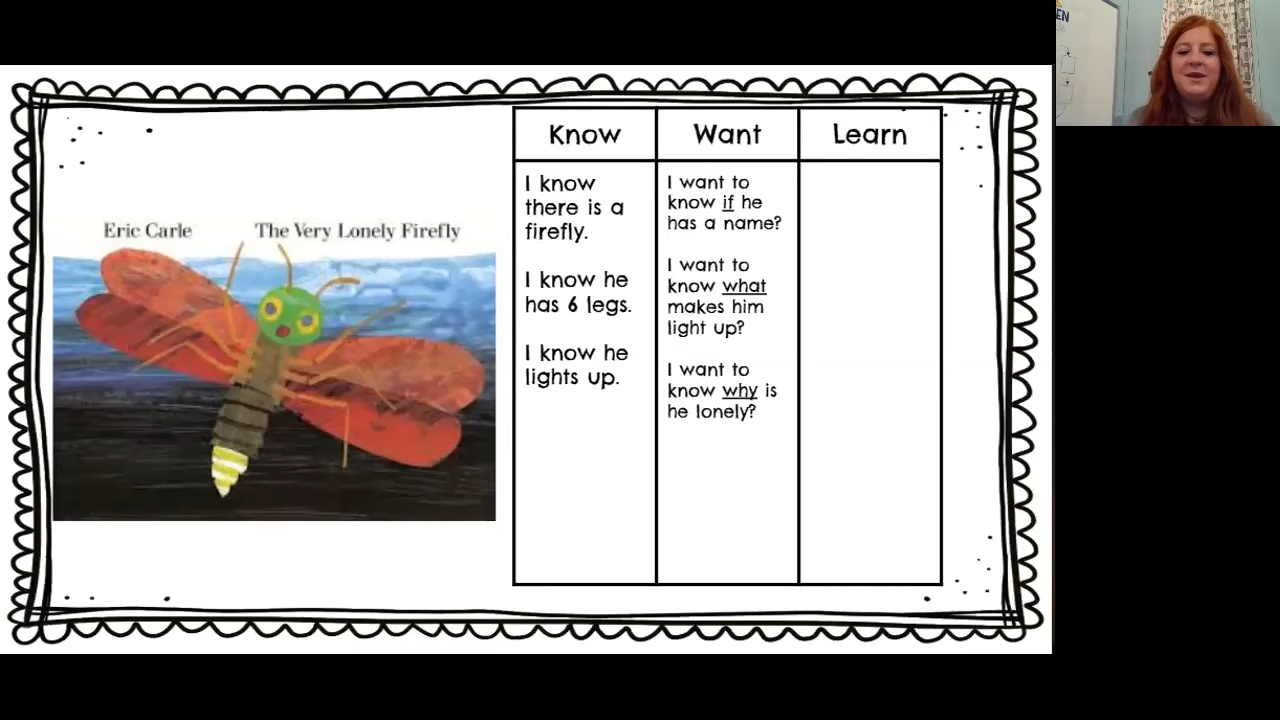 Eric Carle
The Very Lonely Firefly
Know
Want
Learn
I know
there is a
firefly.
I know he
has 6 legs.
I know he
lights up.
I want to
know if he
has a name?
I want to
know what
makes him
light up?
I want to
know why is
he lonely?
EN